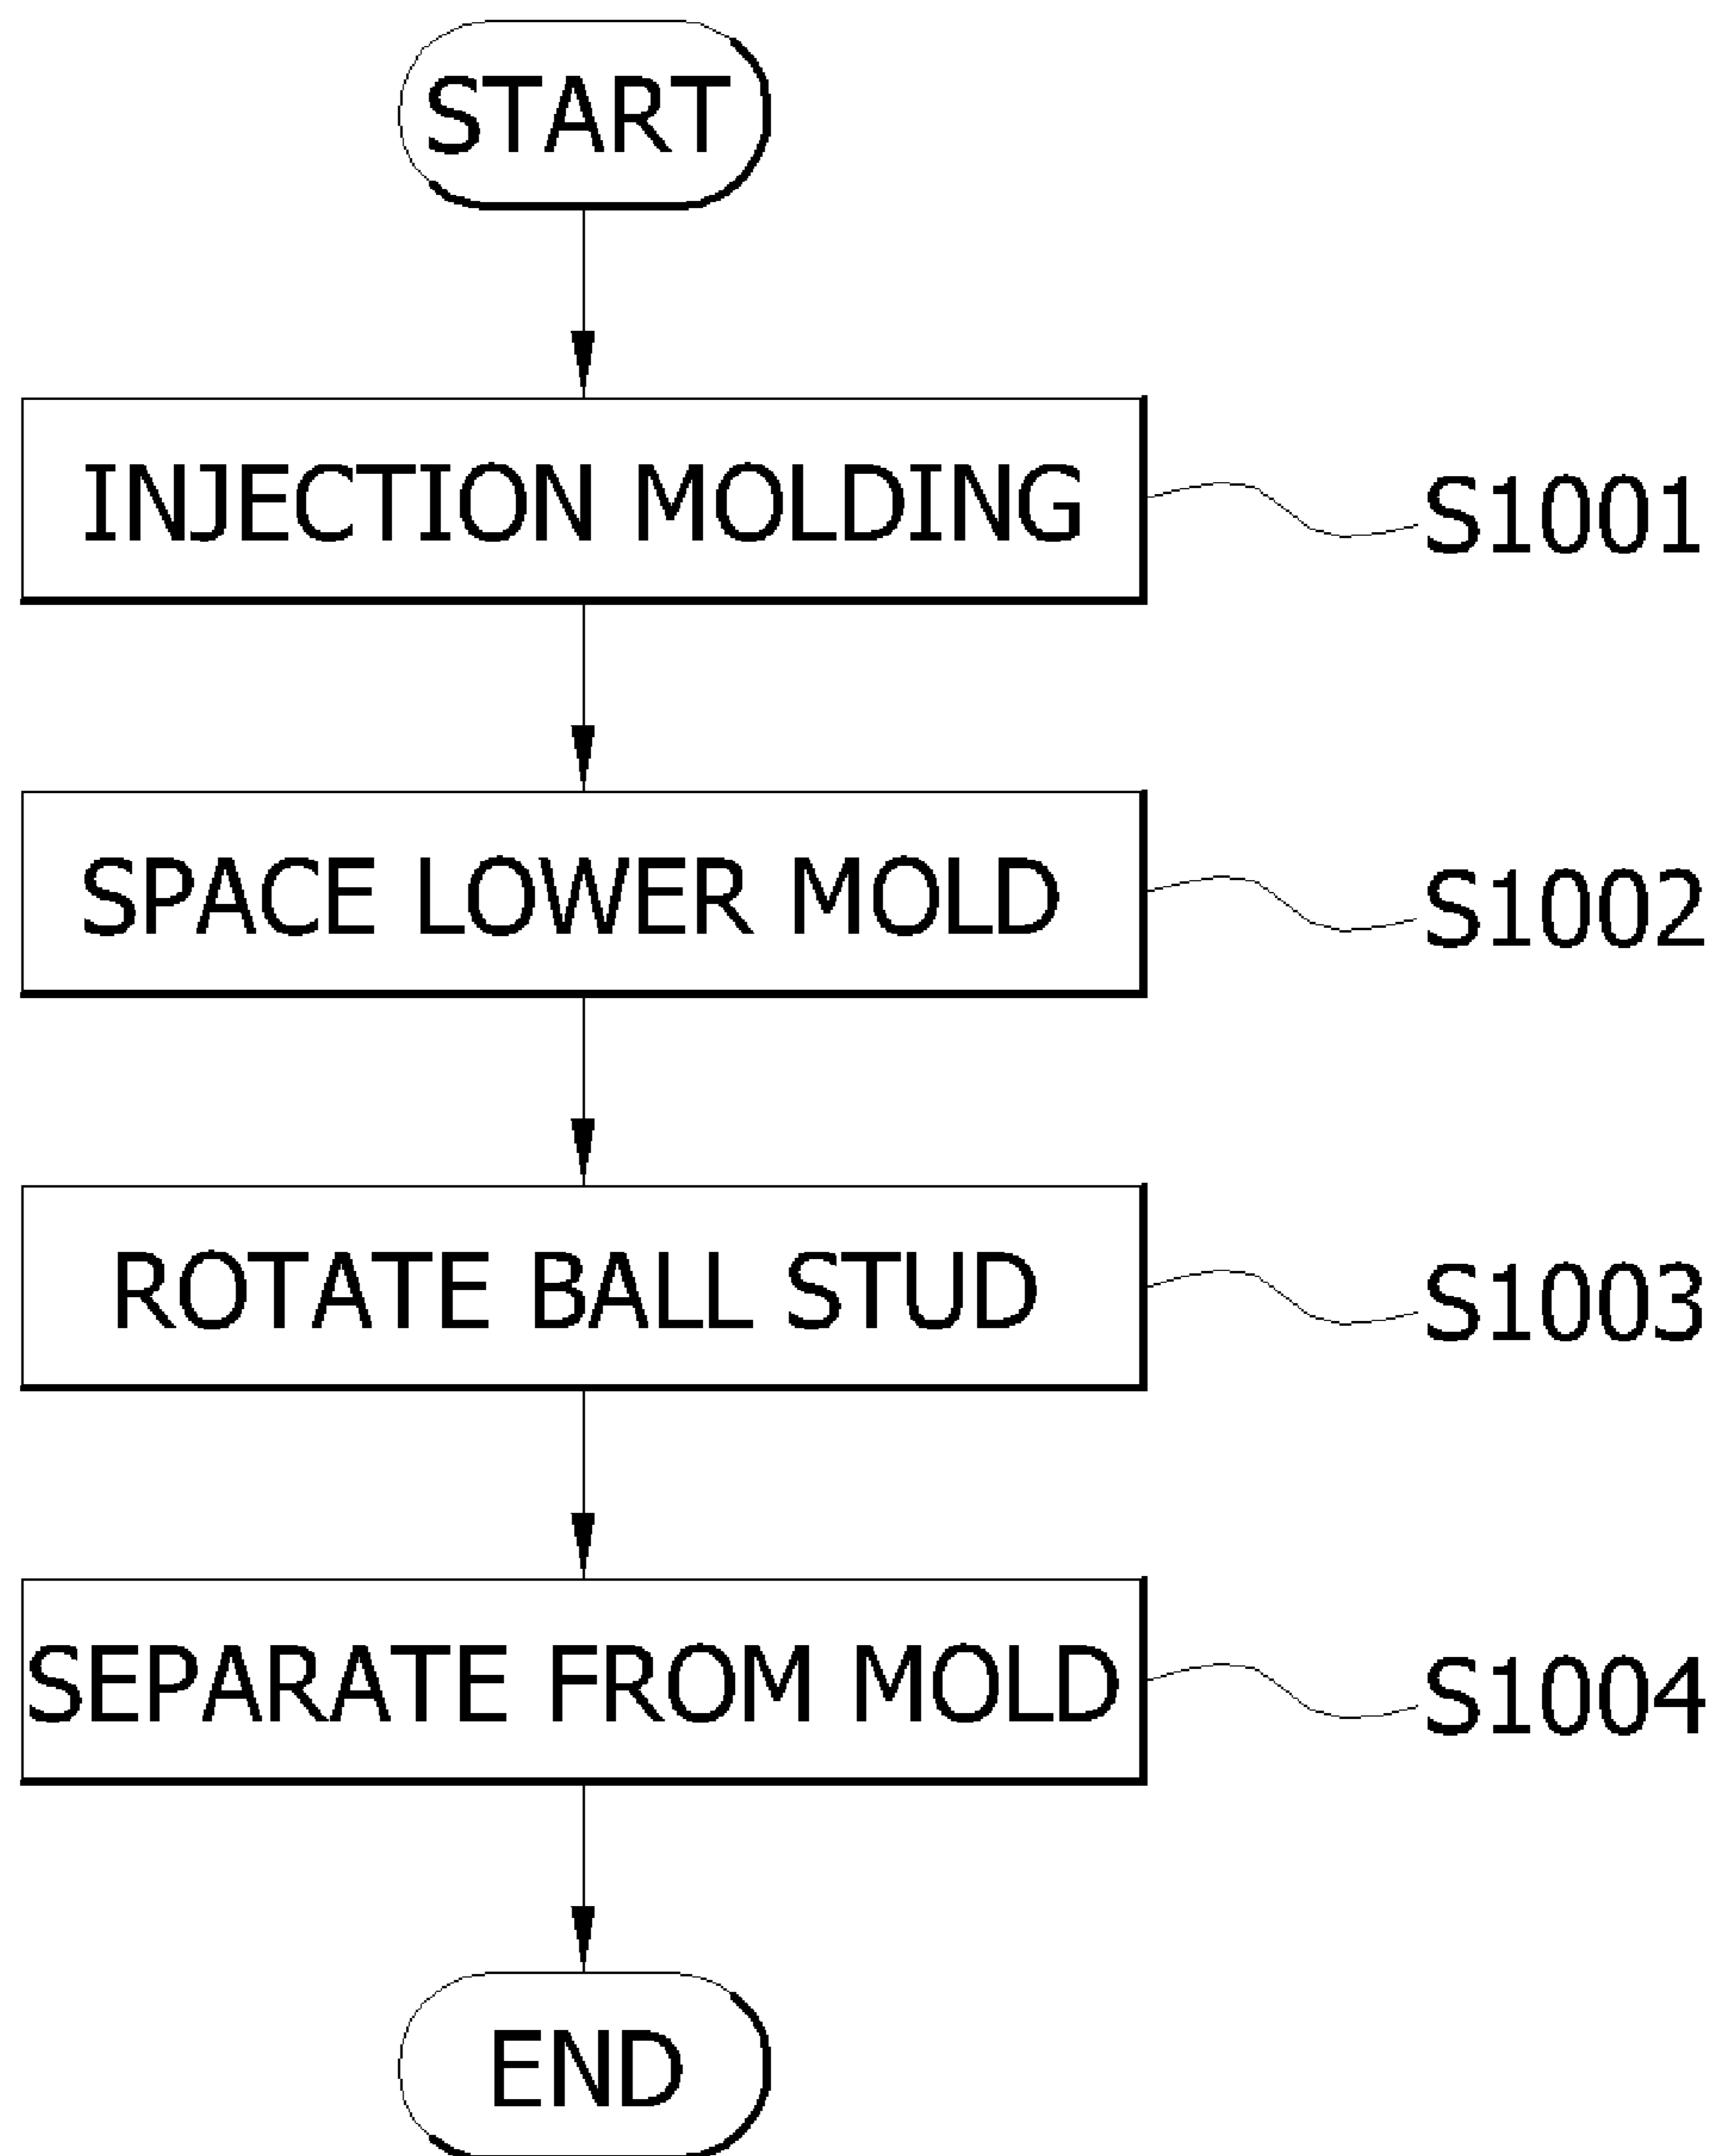 START
INJECTION MOLDING
S1001
SPACE LOWER MOLD
S1002
ROTATE BALL STUD
S1003
SEPARATE FROM MOLD
S1004
END